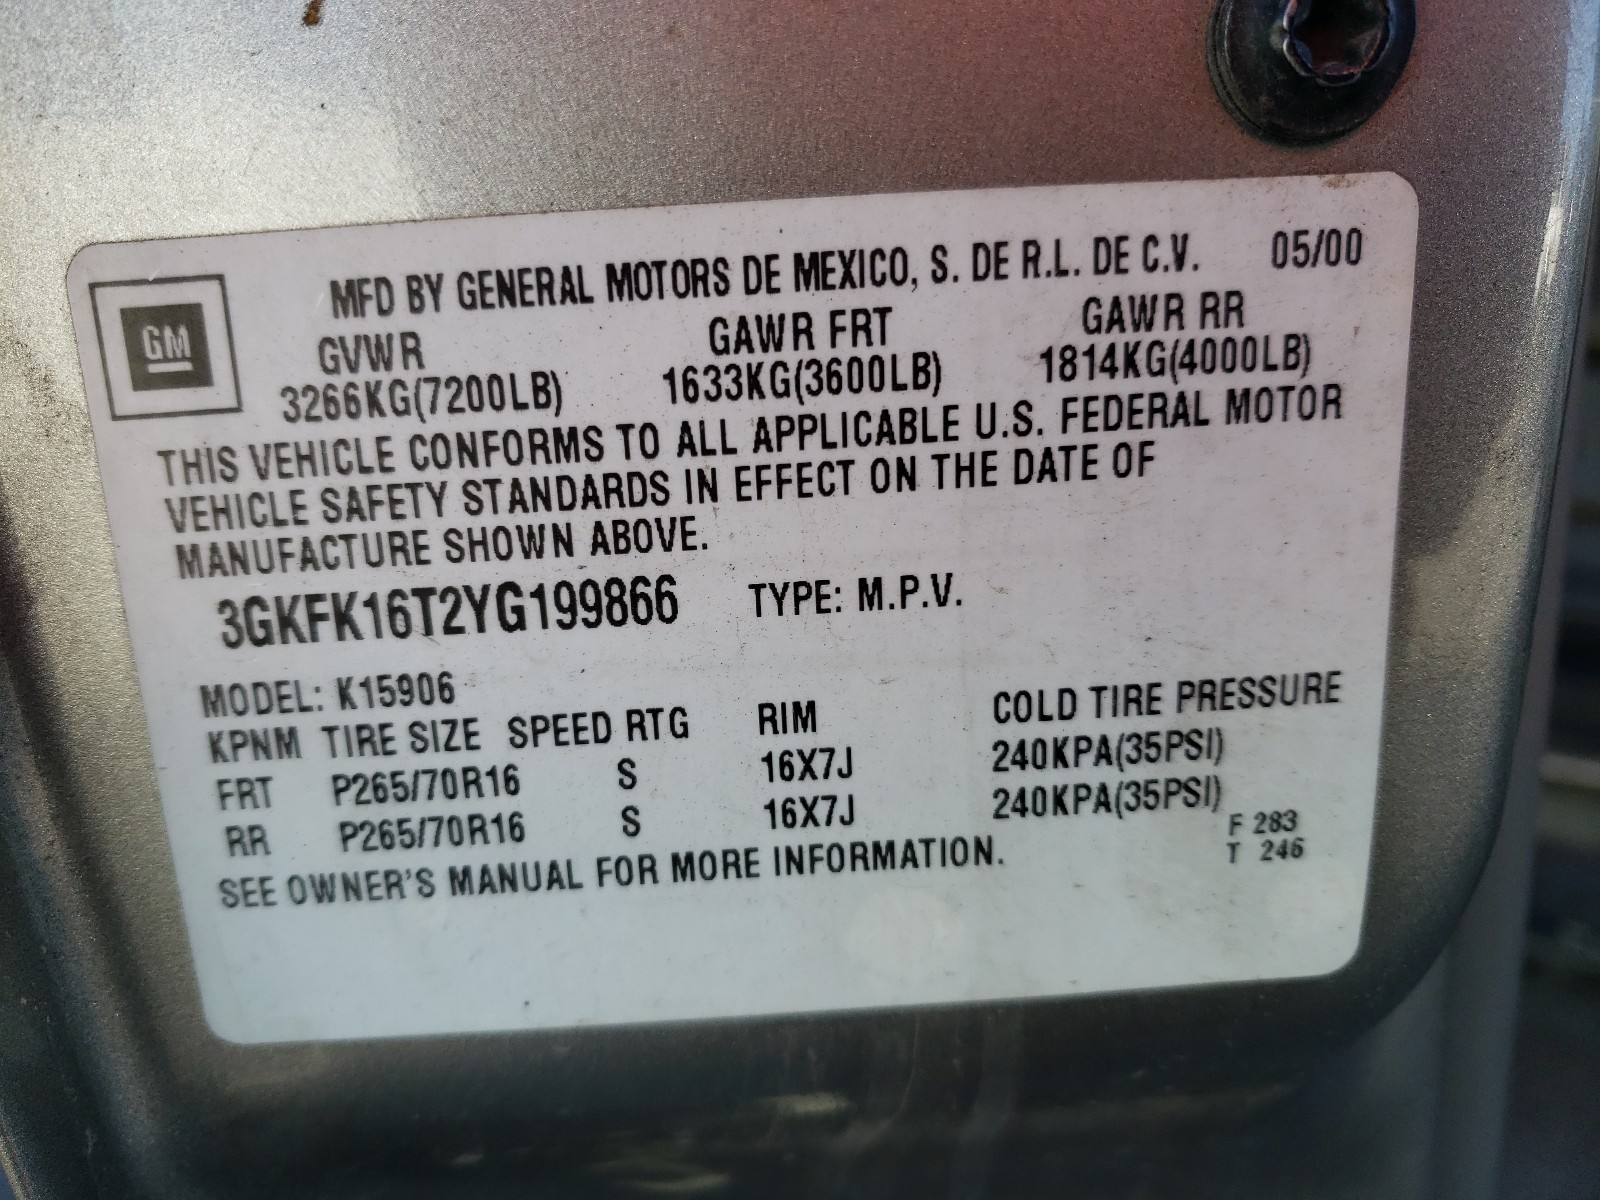 MFD BY GENERAL MOTORS DE MEXICO, S. DE R.L. DE C.V. 05/00
GM
GVWR GAWR FRT GAWR RR
3266KG(7200LB) 1633KG(3600LB) 1814KG(4000LB)
THIS VEHICLE CONFORMS TO ALL APPLICABLE U.S. FEDERAL MOTOR
VEHICLE SAFETY STANDARDS IN EFFECT ON THE DATE OF
MANUFACTURE SHOWN ABOVE.
3GKFK16T2YG199866 TYPE: M.P.V.
MODEL: K15906
KPNM TIRE SIZE SPEED RTG RIM COLD TIRE PRESSURE
FRT P265/70R16 S 16X7J 240KPA(35PSI)
RR P265/70R16 S 16X7J 240KPA(35PSI)
SEE OWNER'S MANUAL FOR MORE INFORMATION.
F 283
T 246